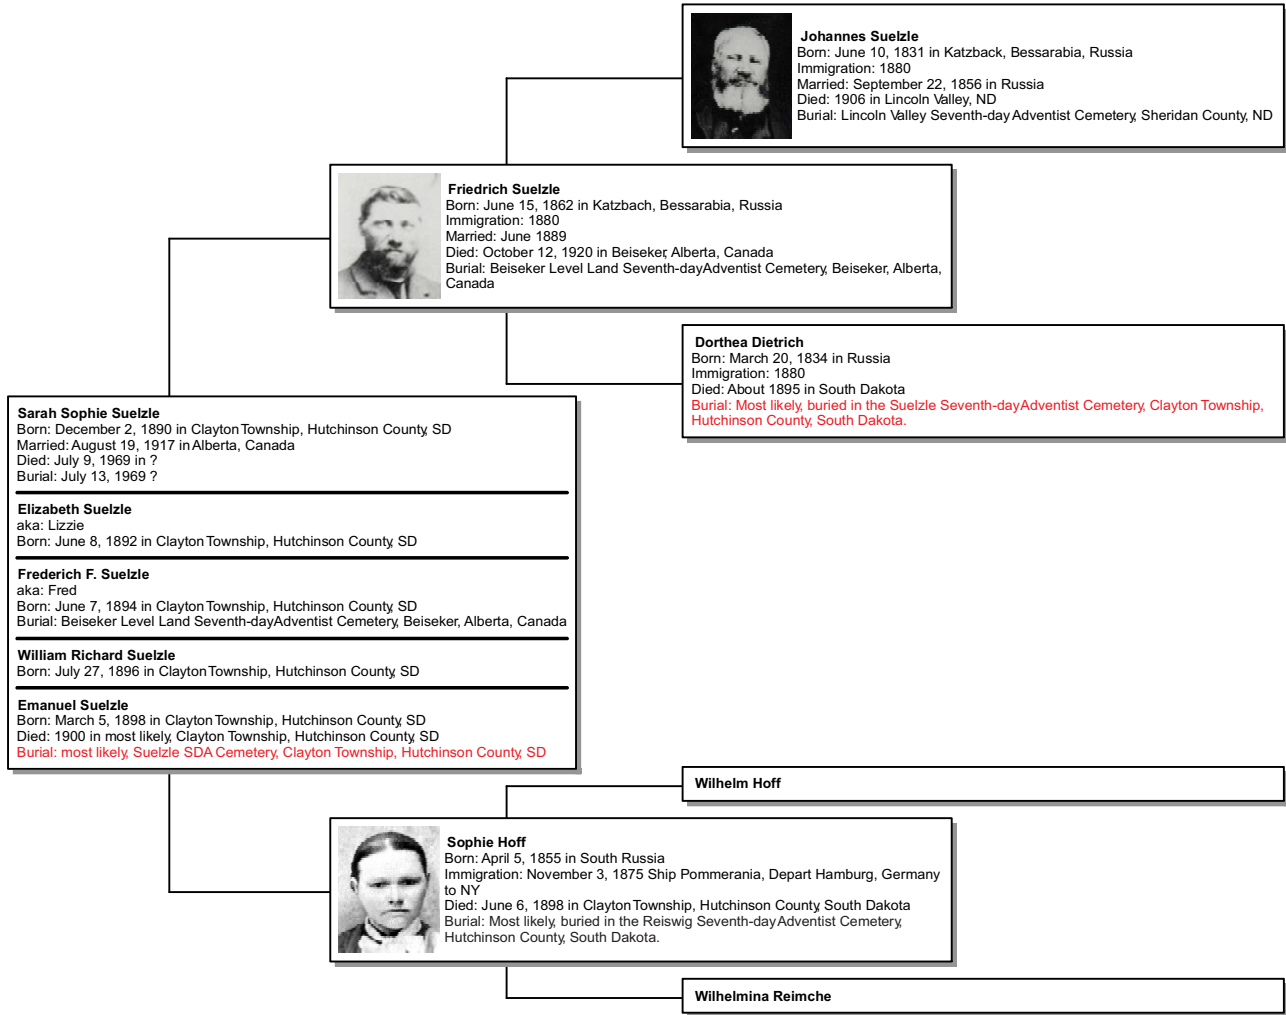 Johannes Suelzle
Born: June 10, 1831 in Katzback, Bessarabia, Russia
Immigration: 1880
Married: September 22, 1856 in Russia
Died: 1906 in Lincoln Valley, ND
Burial: Lincoln Valley Seventh-day Adventist Cemetery, Sheridan County, ND
Friedrich Suelzle
Born: June 15, 1862 in Katzbach, Bessarabia, Russia
Immigration: 1880
Married: June 1889
Died: October 12, 1920 in Beiseker, Alberta, Canada
Burial: Beiseker Level Land Seventh-day Adventist Cemetery, Beiseker, Alberta,
Canada
Dorthea Dietrich
Born: March 20, 1834 in Russia
Immigration: 1880
Died: About 1895 in South Dakota
Burial: Most likely, buried in the Suelzle Seventh-day Adventist Cemetery, Clayton Township,
Hutchinson County, South Dakota.
Sarah Sophie Suelzle
Born: December 2, 1890 in Clayton Township, Hutchinson County, SD
Married: August 19, 1917 in Alberta, Canada
Died: July 9, 1969 in ?
Burial: July 13, 1969 ?
Elizabeth Suelzle
aka: Lizzie
Born: June 8, 1892 in Clayton Township, Hutchinson County, SD
Frederich F. Suelzle
aka: Fred
Born: June 7, 1894 in Clayton Township, Hutchinson County, SD
Burial: Beiseker Level Land Seventh-day Adventist Cemetery, Beiseker, Alberta, Canada
William Richard Suelzle
Born: July 27, 1896 in Clayton Township, Hutchinson County, SD
Emanuel Suelzle
Born: March 5, 1898 in Clayton Township, Hutchinson County, SD
Died: 1900 in most likely, Clayton Township, Hutchinson County, SD
Burial: most likely, Suelzle SDA Cemetery, Clayton Township, Hutchinson County, SD
Wilhelm Hoff
Sophie Hoff
Born: April 5, 1855 in South Russia
Immigration: November 3, 1875 Ship Pommerania, Depart Hamburg, Germany
to NY
Died: June 6, 1898 in Clayton Township, Hutchinson County, South Dakota
Burial: Most likely, buried in the Reiswig Seventh-day Adventist Cemetery,
Hutchinson County, South Dakota.
Wilhelmina Reimche